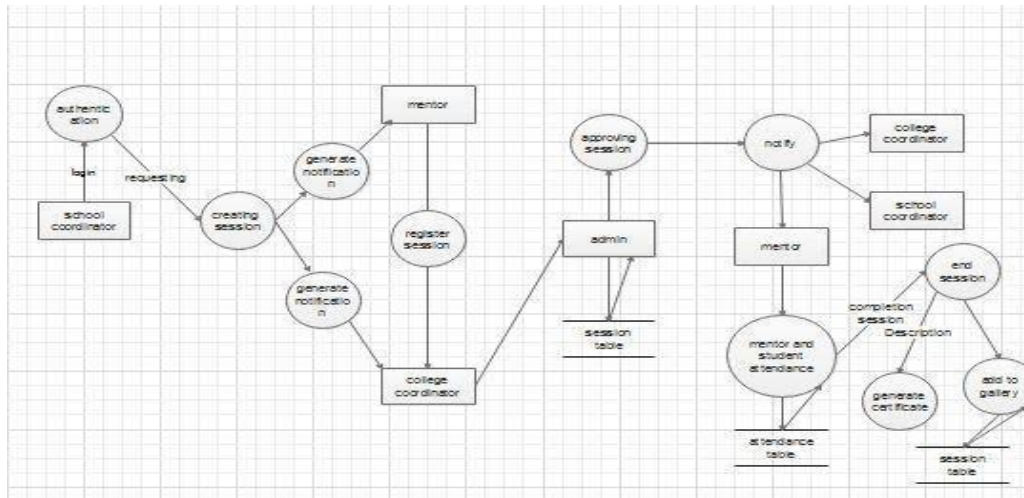 authentic
ation
login
school
coordinator
requesting
creating
session
generate
notificatio
n
generate
notificatio
n
mentor
register
session
college
coordinator
approving
session
admin
session
table
notify
college
coordinator
school
coordinator
mentor
mentor and
student
attendance
attendance
table
completion
session
Description
end
session
generate
certificate
add to
gallery
session
table